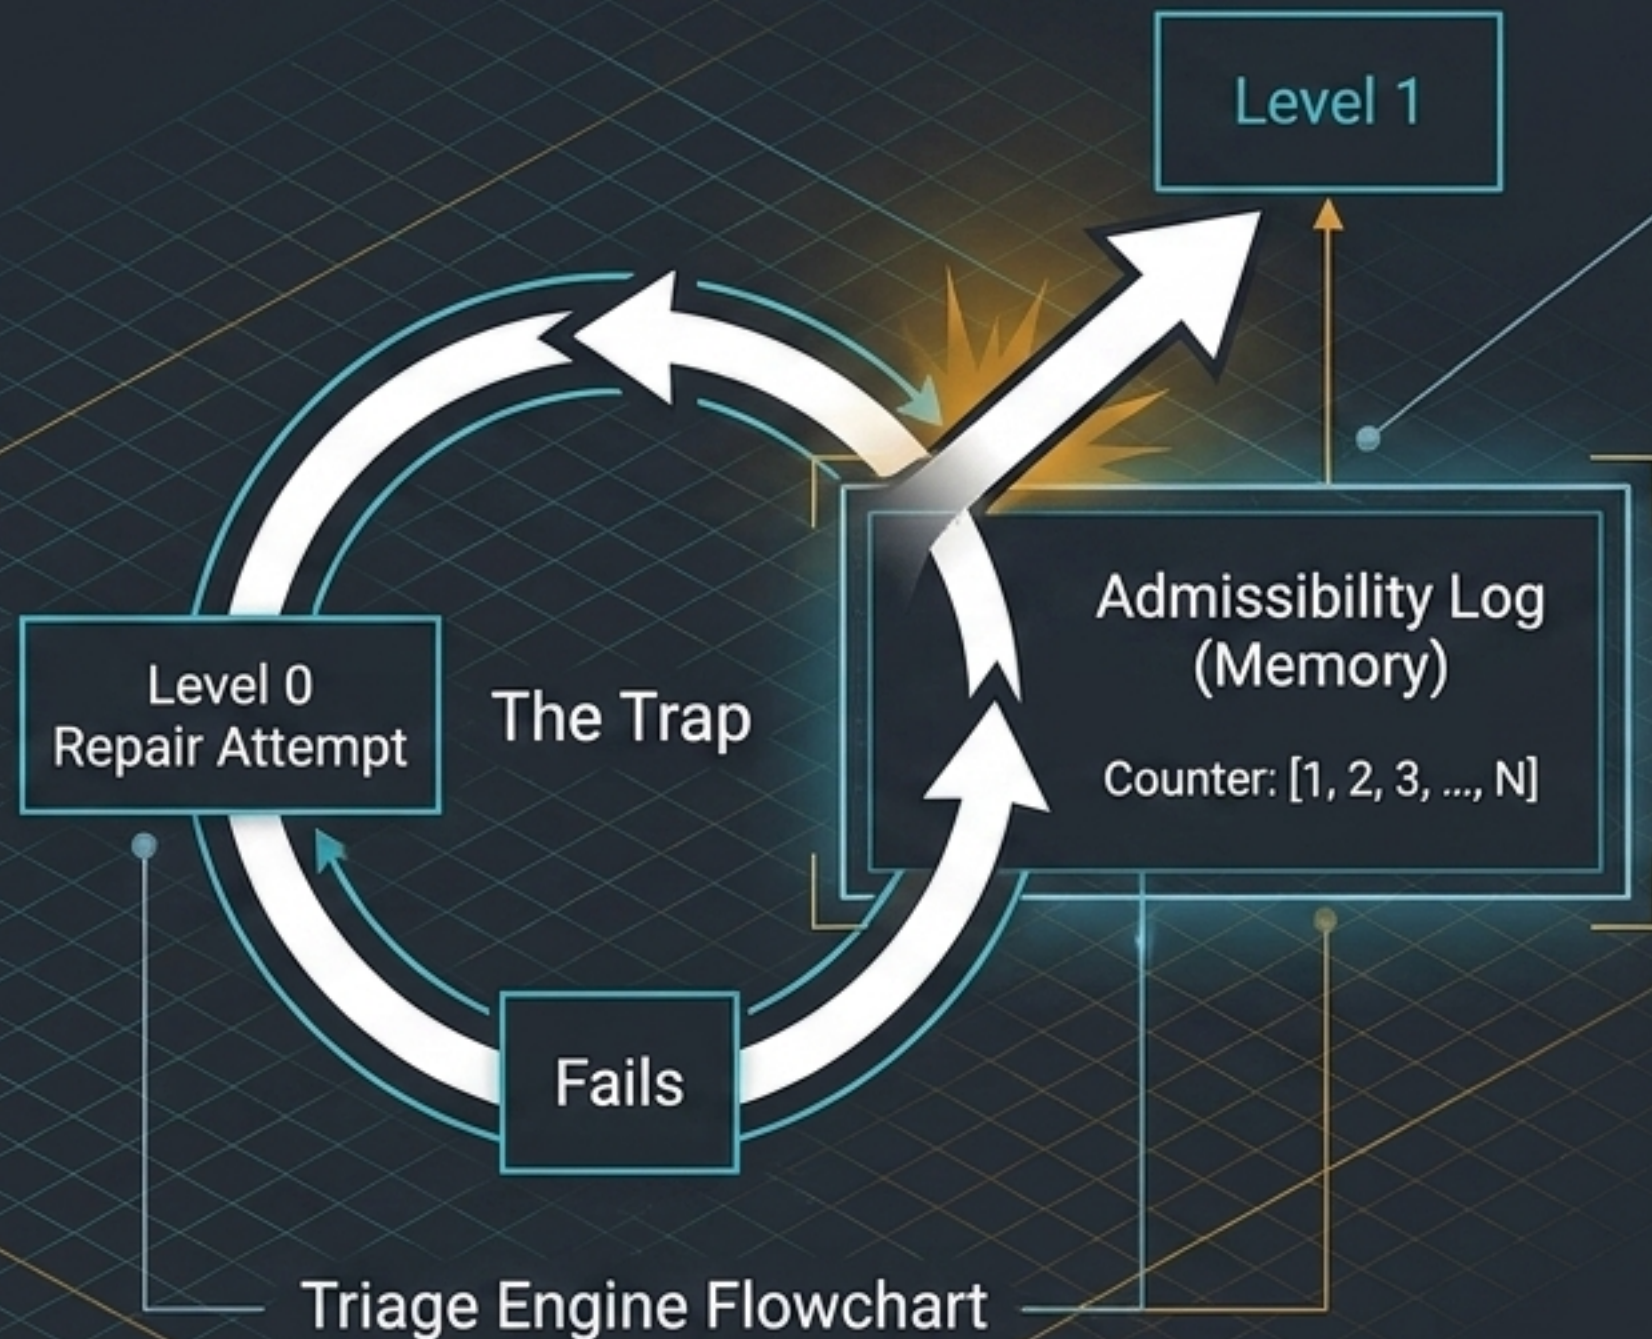 Level 1
Level 0
Repair Attempt
The Trap
Admissibility Log
(Memory)
Counter: [1, 2, 3, ..., N]
Fails
Triage Engine Flowchart